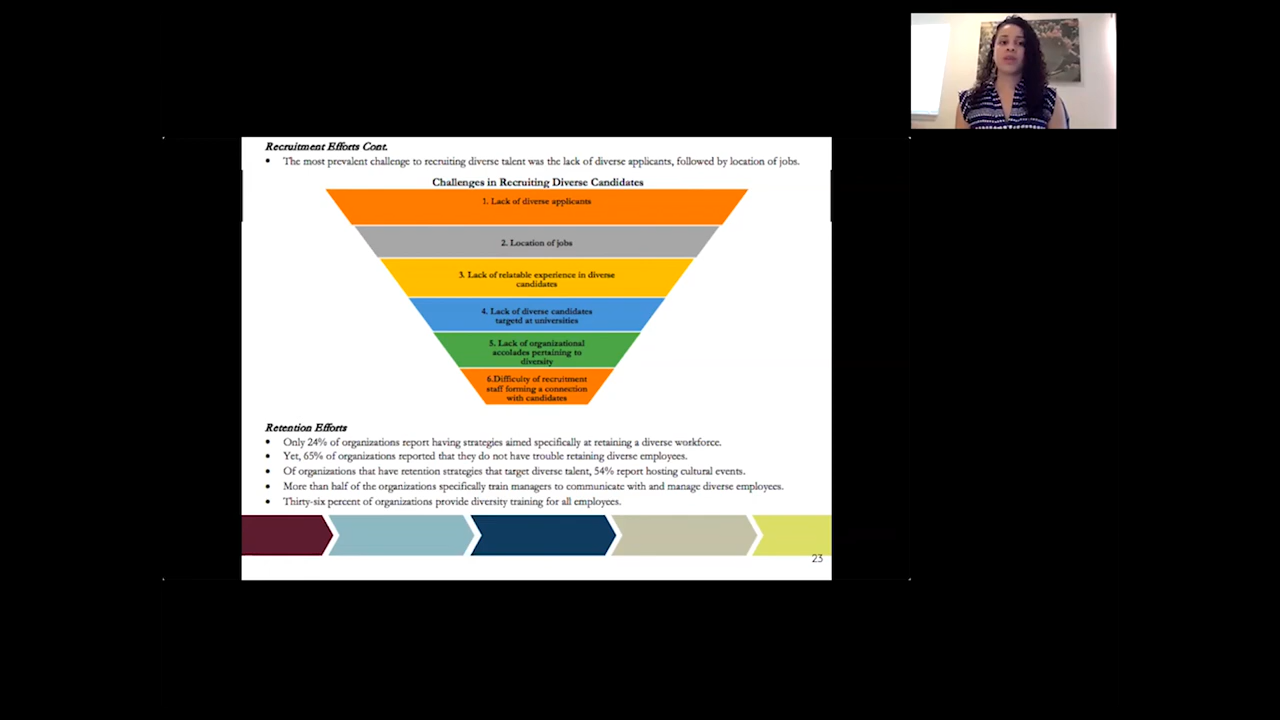 Recruitment Efforts Cont.
• The most prevalent challenge to recruiting diverse talent was the lack of diverse applicants, followed by location of jobs.
Challenges in Recruiting Diverse Candidates
1. Lack of diverse applicants
2. Location of jobs
3. Lack of relatable experience in diverse
candidates
4. Lack of diverse candidates
targetd at universities
5. Lack of organizational
accolades pertaining to
diversity
6.Difficulty of recruitment
staff forming a connection
with candidates
Retention Efforts
• Only 24% of organizations report having strategies aimed specifically at retaining a diverse workforce.
• Yet, 65% of organizations reported that they do not have trouble retaining diverse employees.
• Of organizations that have retention strategies that target diverse talent, 54% report hosting cultural events.
• More than half of the organizations specifically train managers to communicate with and manage diverse employees.
• Thirty-six percent of organizations provide diversity training for all employees.
23